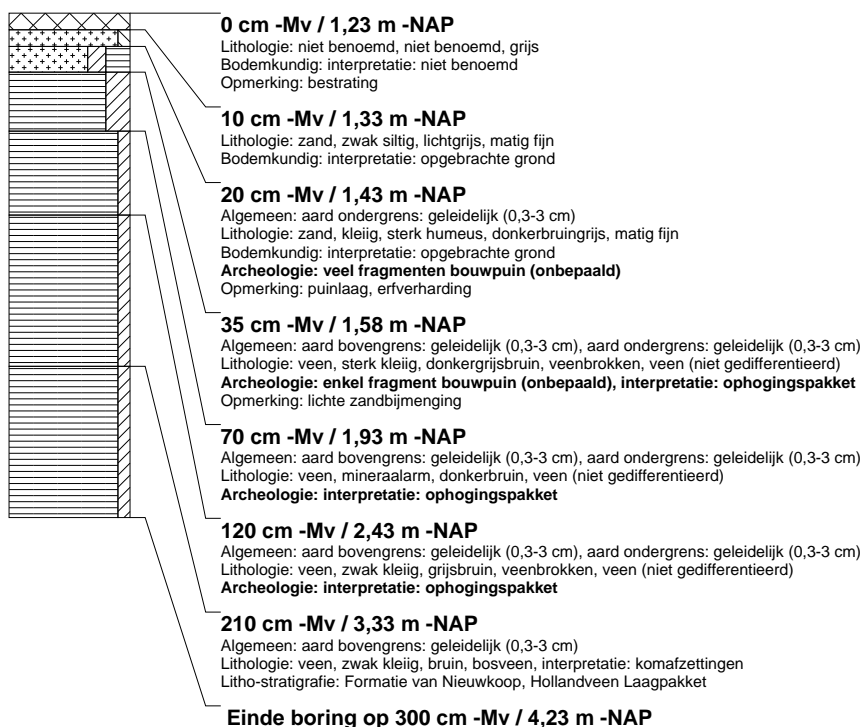 0 cm -Mv / 1,23 m -NAP
Lithologie: niet benoemd, niet benoemd, grijs
Bodemkundig: interpretatie: niet benoemd
Opmerking: bestrating
10 cm -Mv / 1,33 m -NAP
Lithologie: zand, zwak siltig, lichtgrijs, matig fijn
Bodemkundig: interpretatie: opgebrachte grond
20 cm -Mv / 1,43 m -NAP
Algemeen: aard ondergrens: geleidelijk (0,3-3 cm)
Lithologie: zand, kleiig, sterk humeus, donkerbruingrijs, matig fijn
Bodemkundig: interpretatie: opgebrachte grond
Archeologie: veel fragmenten bouwpuin (onbepaald)
Opmerking: puinlaag, erfverharding
35 cm -Mv / 1,58 m -NAP
Algemeen: aard bovengrens: geleidelijk (0,3-3 cm), aard ondergrens: geleidelijk (0,3-3 cm)
Lithologie: veen, sterk kleiig, donkergrijsbruin, veenbrokken, veen (niet gedifferentieerd)
Archeologie: enkel fragment bouwpuin (onbepaald), interpretatie: ophogingspakket
Opmerking: lichte zandbijmenging
70 cm -Mv / 1,93 m -NAP
Algemeen: aard bovengrens: geleidelijk (0,3-3 cm), aard ondergrens: geleidelijk (0,3-3 cm)
Lithologie: veen, mineraalarm, donkerbruin, veen (niet gedifferentieerd)
Archeologie: interpretatie: ophogingspakket
120 cm -Mv / 2,43 m -NAP
Algemeen: aard bovengrens: geleidelijk (0,3-3 cm), aard ondergrens: geleidelijk (0,3-3 cm)
Lithologie: veen, zwak kleiig, grijsbruin, veenbrokken, veen (niet gedifferentieerd)
Archeologie: interpretatie: ophogingspakket
210 cm -Mv / 3,33 m -NAP
Algemeen: aard bovengrens: geleidelijk (0,3-3 cm)
Lithologie: veen, zwak kleiig, bruin, bosveen, interpretatie: komafzettingen
Litho-stratigrafie: Formatie van Nieuwkoop, Hollandveen Laagpakket
Einde boring op 300 cm -Mv / 4,23 m -NAP